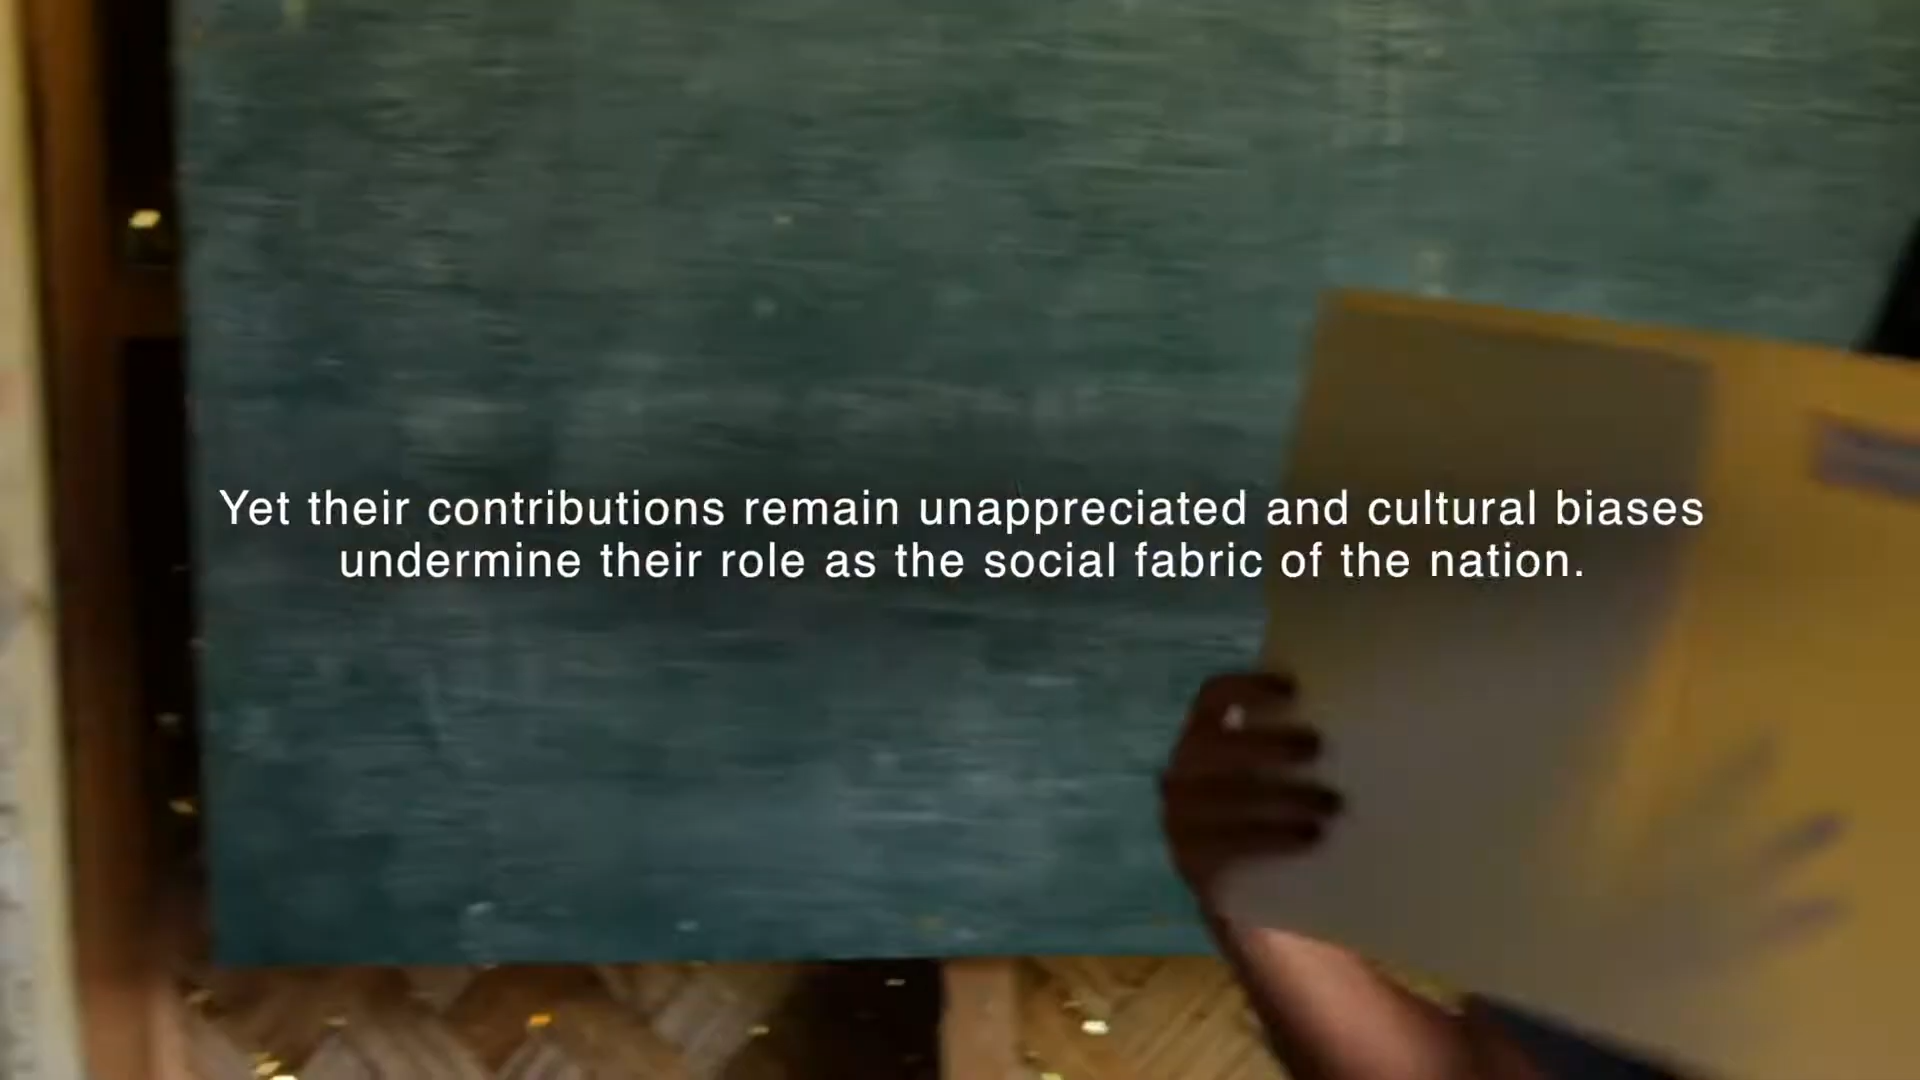 Yet their contributions remain unappreciated and cultural biases
undermine their role as the social fabric of the nation.